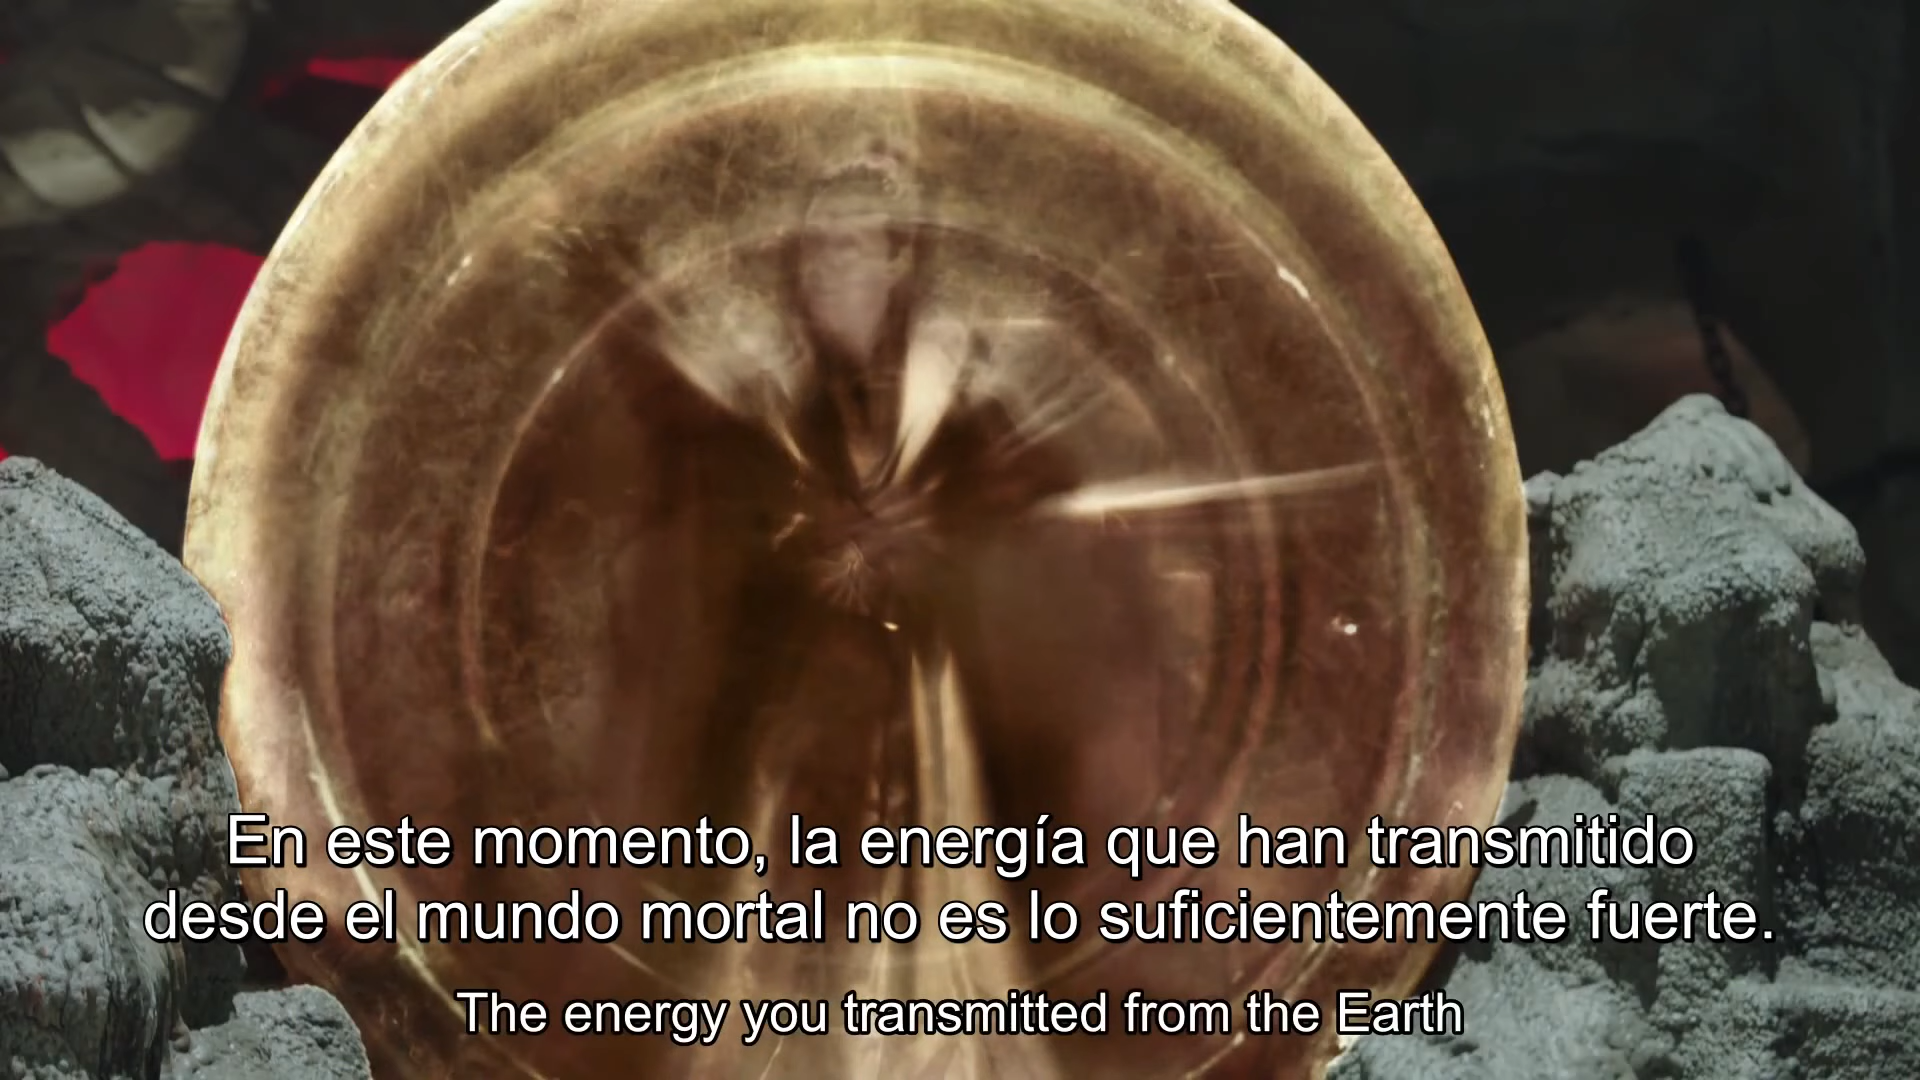 En este momento, la energía que han transmitido
desde el mundo mortal no es lo suficientemente fuerte.
The energy you transmitted from the Earth